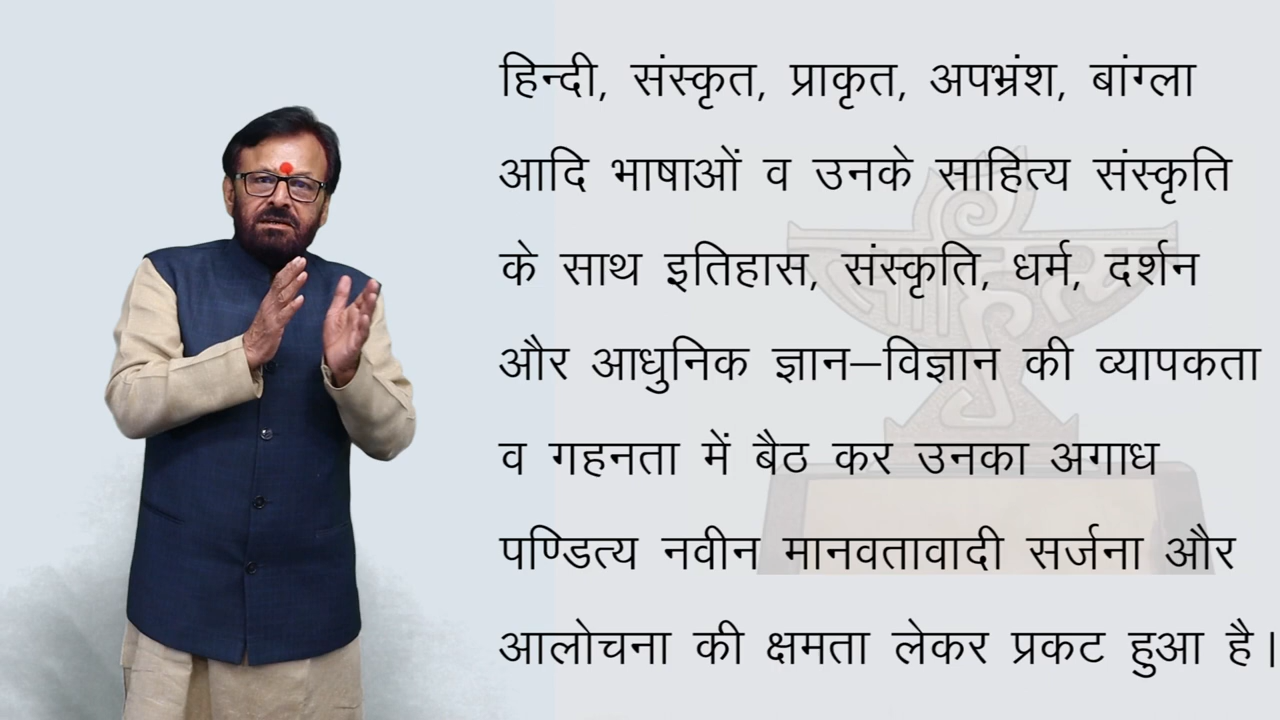 हिन्दी, संस्कृत, प्राकृत, अपभ्रंश, बांग्ला
आदि भाषाओं व उनके साहित्य संस्कृति
के साथ इतिहास, संस्कृति, धर्म, दर्शन
और आधुनिक ज्ञान–विज्ञान की व्यापकता
व गहनता में बैठ कर उनका अगाध
पण्डित्य नवीन मानवतावादी सर्जना और
आलोचना की क्षमता लेकर प्रकट हुआ है।
साहित्य